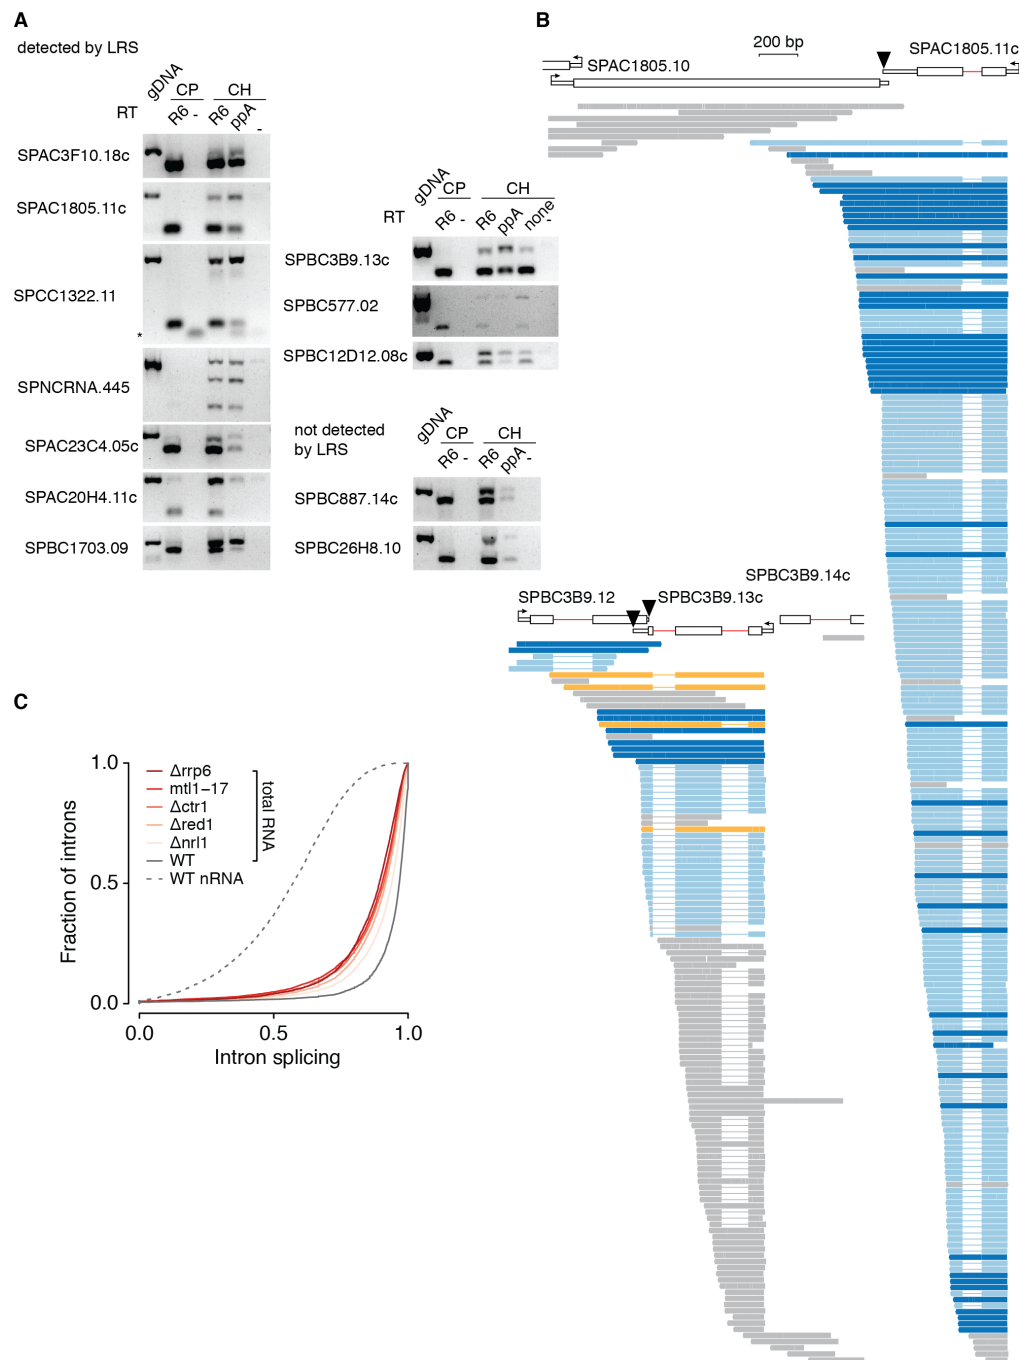 A
detected by LRS
gDNA
CP
CH
RT
R6
-
R6
ppA
-
SPAC3F10.18c
SPAC1805.11c
SPCC1322.11
*
SPNCRNA.445
SPAC23C4.05c
SPAC20H4.11c
SPBC1703.09
gDNA
CP
CH
RT
R6
-
R6
ppA
none
-
SPBC3B9.13c
SPBC577.02
SPBC12D12.08c
not detected
by LRS
gDNA
CP
CH
R6
-
R6
ppA
-
SPBC887.14c
SPBC26H8.10
B
200 bp
SPAC1805.10
SPAC1805.11c
SPBC3B9.14c
SPBC3B9.12
SPBC3B9.13c
C
1.0
0.5
0.0
Fraction of introns
Δrrp6
mtl1−17
Δctr1
Δred1
Δnrl1
WT
WT nRNA
total RNA
0.0
0.5
1.0
Intron splicing